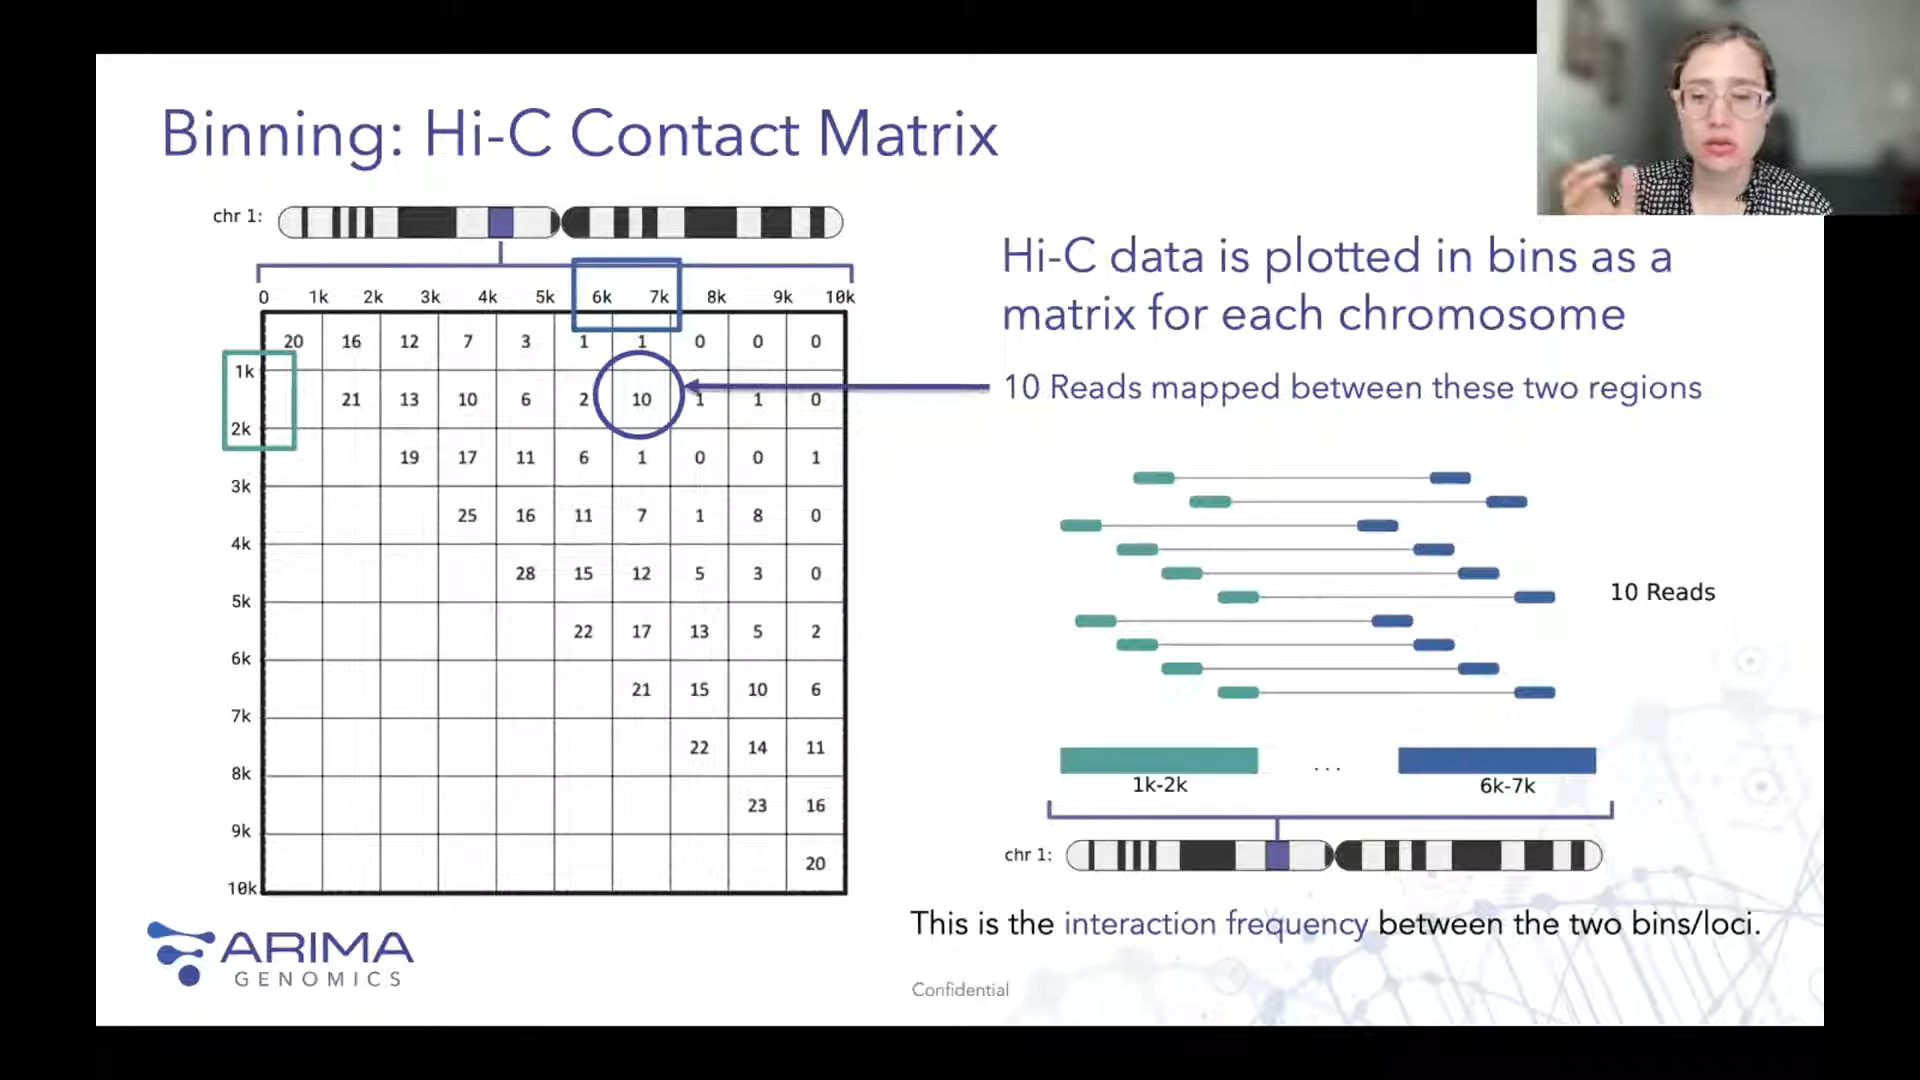 Binning: Hi-C Contact Matrix
chr 1:
0 1k 2k 3k 4k 5k 6k 7k 8k 9k 10k
20 16 12 7 3 1 1 0 0 0
1k
21 13 10 6 2 10 1 1 0
2k
19 17 11 6 1 0 0 1
3k
25 16 11 7 1 8 0
4k
28 15 12 5 3 0
5k
22 17 13 5 2
6k
21 15 10 6
7k
22 14 11
8k
23 16
9k
20
10k
Hi-C data is plotted in bins as a
matrix for each chromosome
10 Reads mapped between these two regions
10 Reads
...
1k-2k 6k-7k
chr 1:
This is the interaction frequency between the two bins/loci.
ARIMA
GENOMICS
Confidential